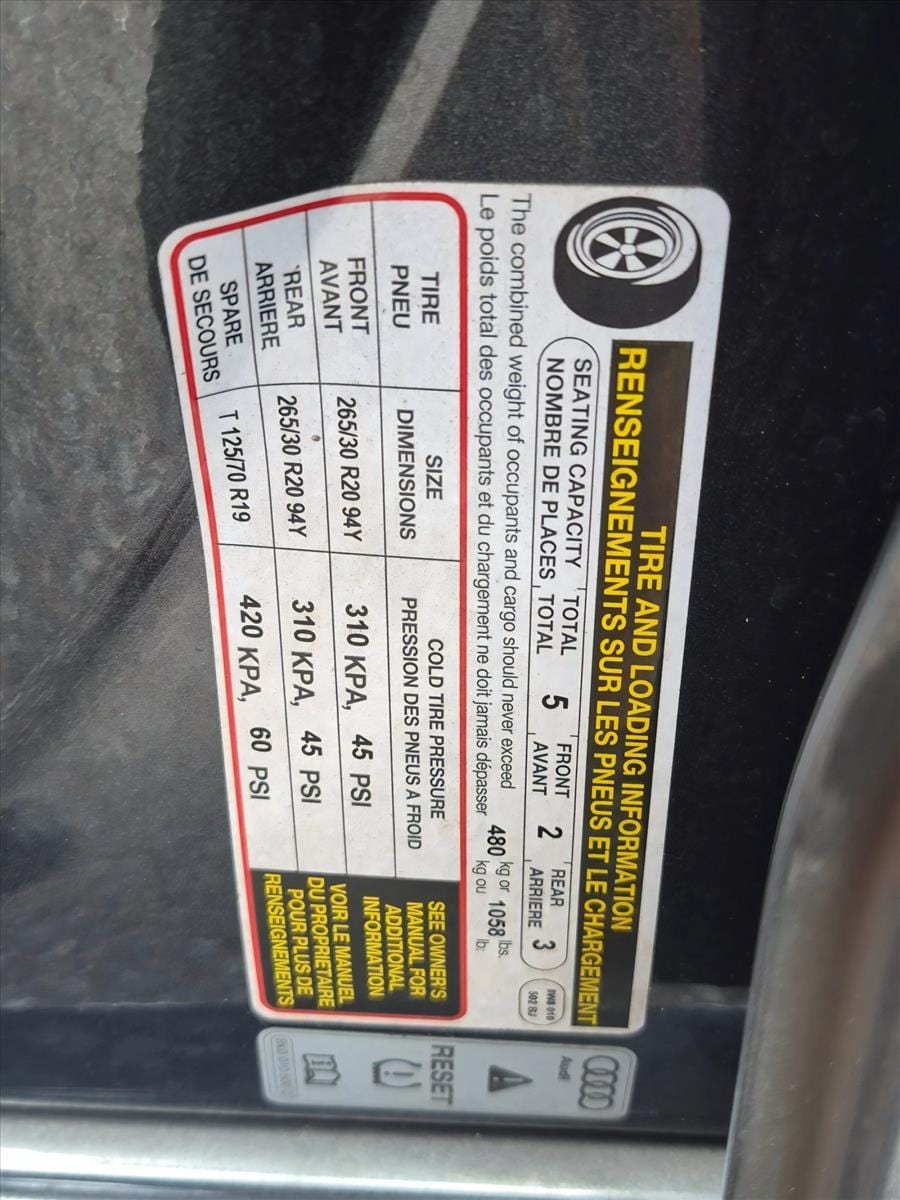 TIRE AND LOADING INFORMATION
RENSEIGNEMENTS SUR LES PNEUS ET LE CHARGEMENT
SEATING CAPACITY TOTAL 5 FRONT 2 REAR 3
NOMBRE DE PLACES TOTAL AVANT ARRIERE
The combined weight of occupants and cargo should never exceed 480 kg or 1058 lbs.
Le poids total des occupants et du chargement ne doit jamais dépasser kg ou lb.
TIRE SIZE COLD TIRE PRESSURE
PNEU DIMENSIONS PRESSION DES PNEUS A FROID
FRONT 265/30 R20 94Y 310 KPA, 45 PSI
AVANT
REAR 265/30 R20 94Y 310 KPA, 45 PSI
ARRIERE
SPARE T 125/70 R19 420 KPA, 60 PSI
DE SECOURS
SEE OWNER'S
MANUAL FOR
ADDITIONAL
INFORMATION
VOIR LE MANUEL
DU PROPRIETAIRE
POUR PLUS DE
RENSEIGNEMENTS
Audi
RESET